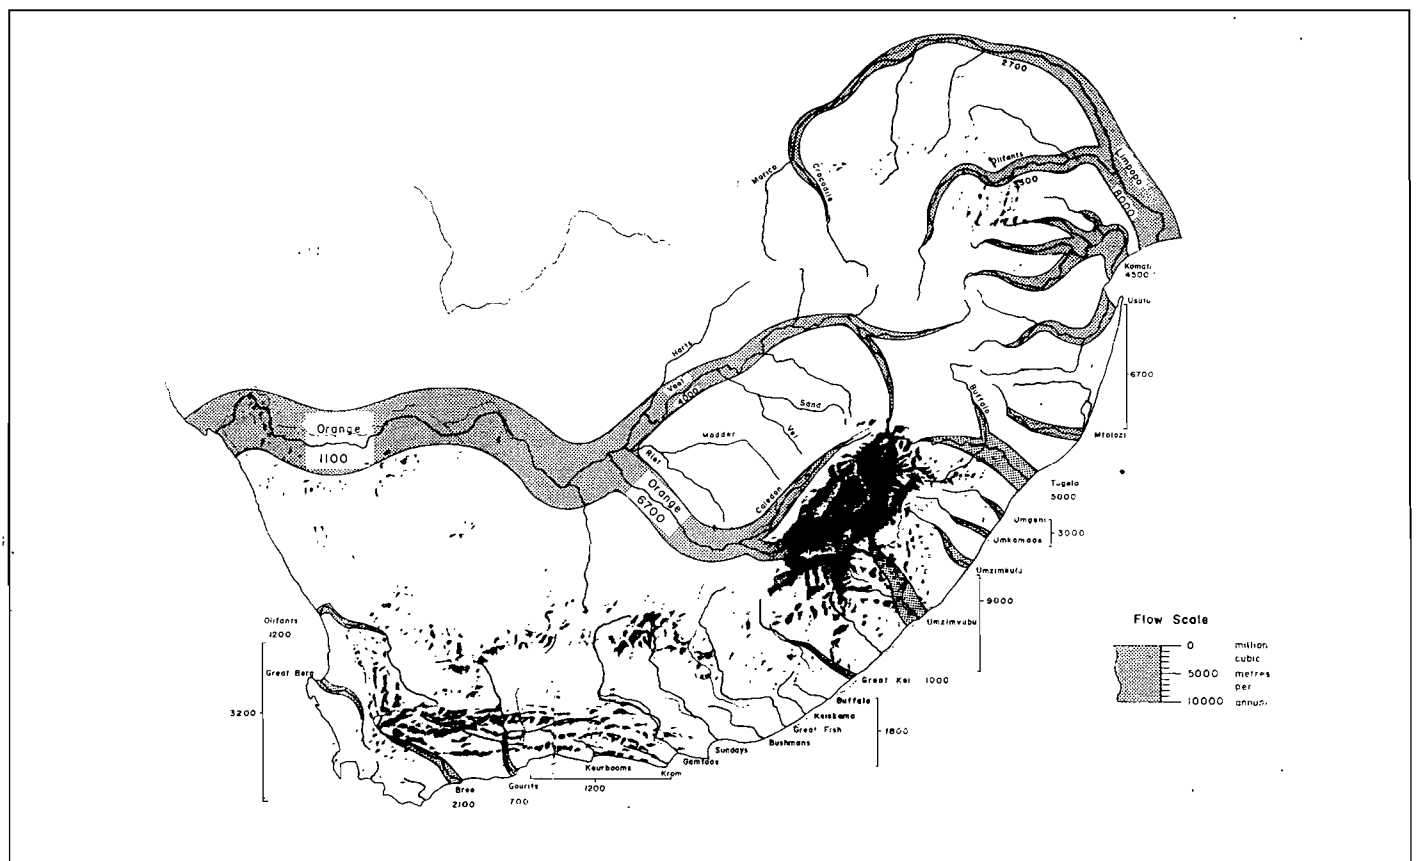 2700
Limpopo
8000
Olifants
Marico
Crocodile
Komati
4500
Usutu
6700
Harts
Vaal
4000
Sand
Vet
Modder
Riet
Orange
1100
Orange
6700
Caledon
Buffalo
Mfolozi
Tugela
5000
Umgeni
Umkomaas
3000
Umzimkulu
9000
Umzimvubu
Great Kei 1000
Buffalo
Keiskama
Great Fish
1800
Bushmans
Sundays
Gamtoos
Krom
Keurbooms
1200
Gourits
700
Bree
2100
Olifants
1200
Great Berg
3200
Flow Scale
0 million
cubic
5000 metres
per
10000